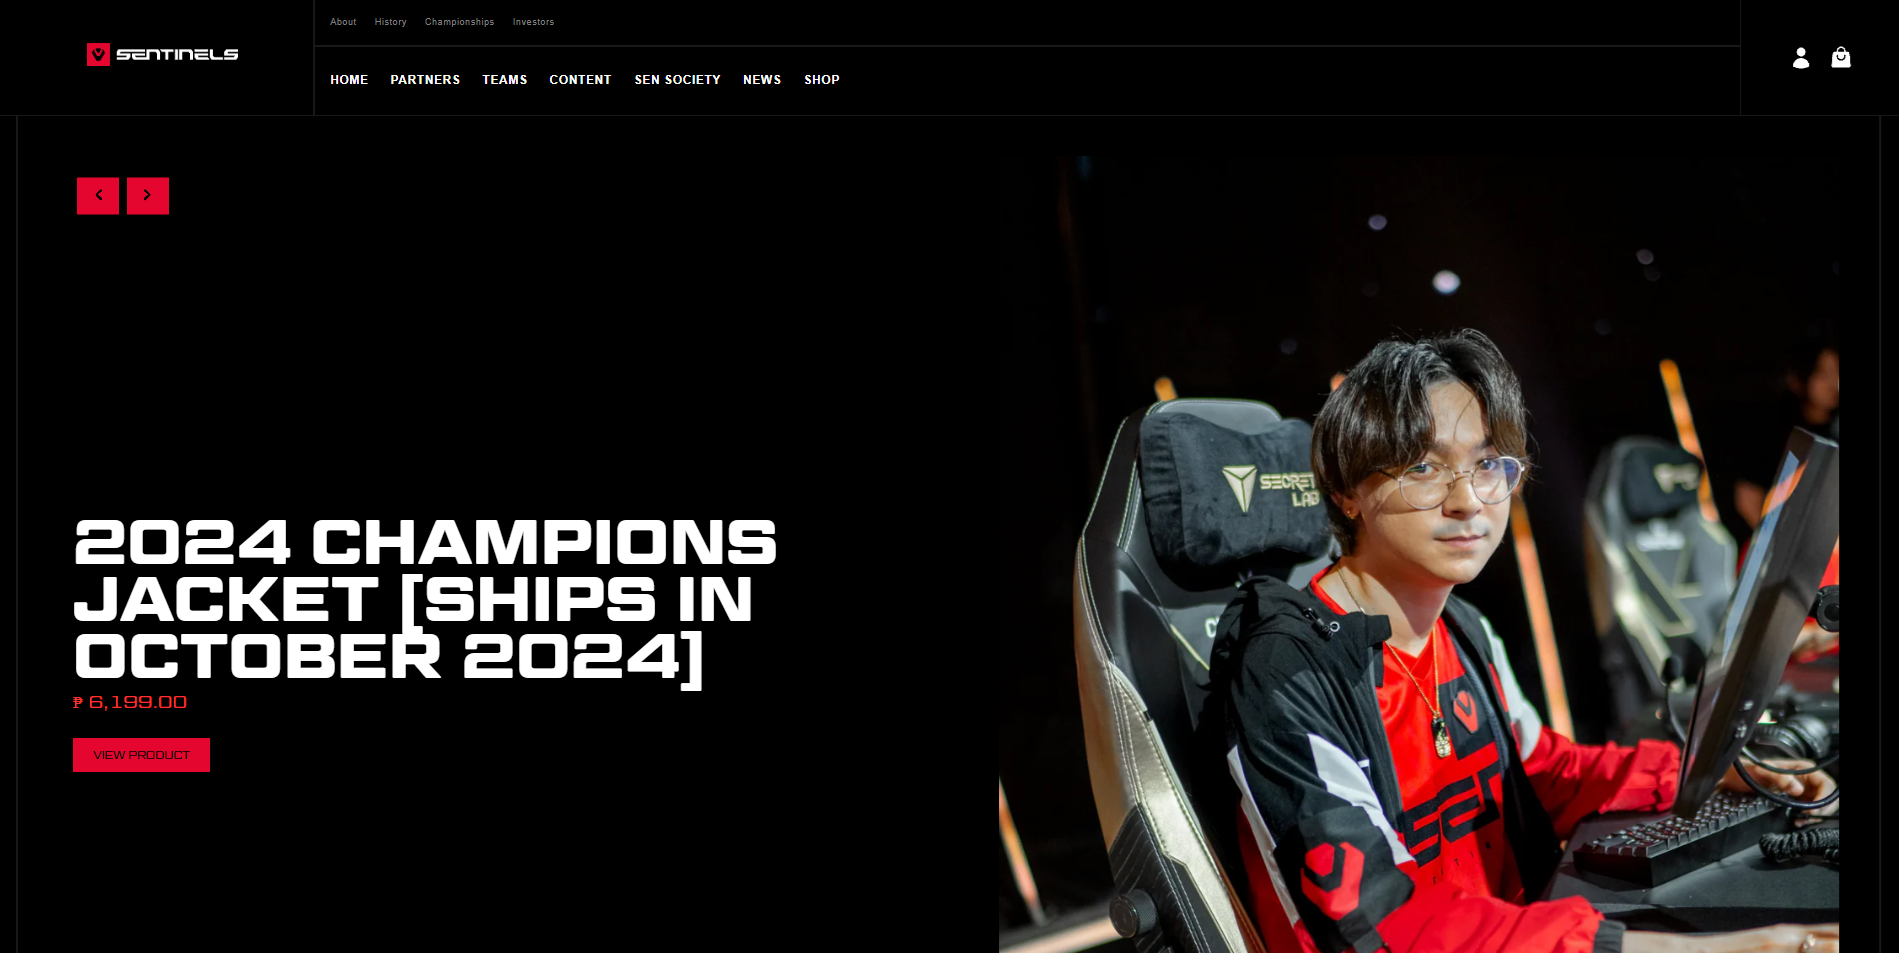 About History Championships Investors
SENTINELS
HOME PARTNERS TEAMS CONTENT SEN SOCIETY NEWS SHOP
2024 CHAMPIONS
JACKET [SHIPS IN
OCTOBER 2024]
₱ 6,199.00
VIEW PRODUCT
SECRET
LAB
SEN